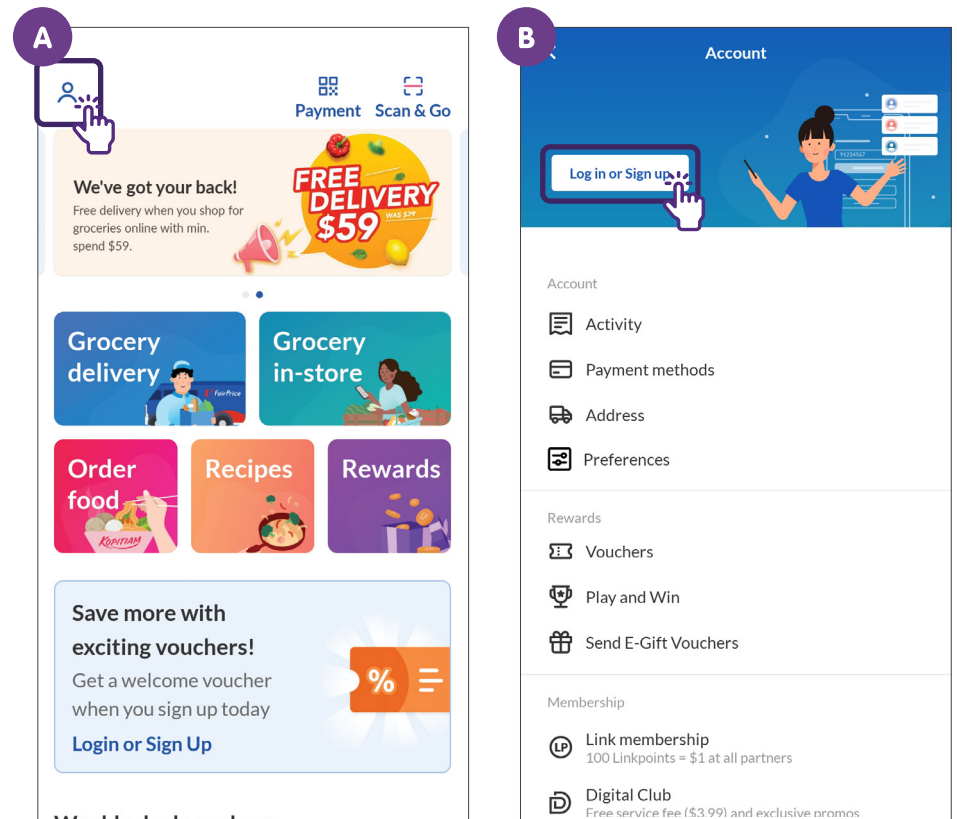 A
Payment
Scan & Go
We've got your back!
Free delivery when you shop for
groceries online with min.
spend $59.
FREE
DELIVERY
$59
WAS $79
Grocery
delivery
FairPrice
Grocery
in-store
Order
food
KOPITIAM
Recipes
Rewards
Save more with
exciting vouchers!
Get a welcome voucher
when you sign up today
%
Login or Sign Up
B
Account
91234567
Log in or Sign up
Account
Activity
Payment methods
Address
Preferences
Rewards
Vouchers
Play and Win
Send E-Gift Vouchers
Membership
LP
Link membership
100 Linkpoints = $1 at all partners
Digital Club
Free service fee ($3.99) and exclusive promos